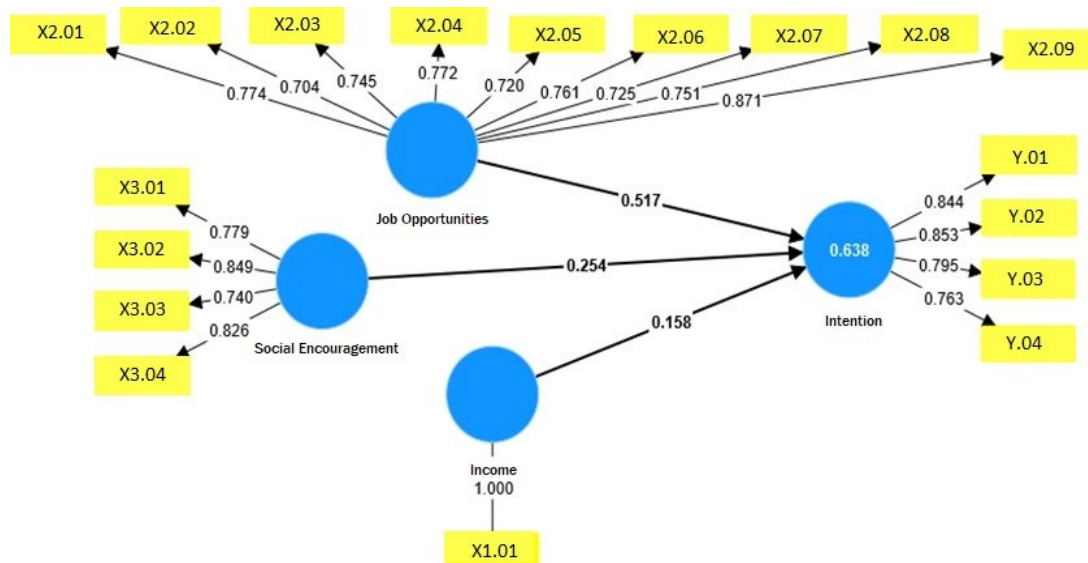 X2.01
X2.02
X2.03
X2.04
X2.05
X2.06
X2.07
X2.08
X2.09
0.774
0.704
0.745
0.772
0.720
0.761
0.725
0.751
0.871
Job Opportunities
X3.01
X3.02
X3.03
X3.04
0.779
0.849
0.740
0.826
Social Encouragement
0.517
0.254
0.158
Income
1.000
X1.01
0.638
Intention
0.844
0.853
0.795
0.763
Y.01
Y.02
Y.03
Y.04